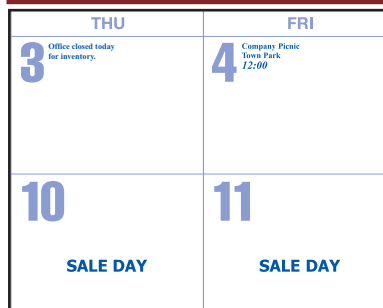 THU
FRI
3
Office closed today
for inventory.
4
Company Picnic
Town Park
12:00
10
SALE DAY
11
SALE DAY